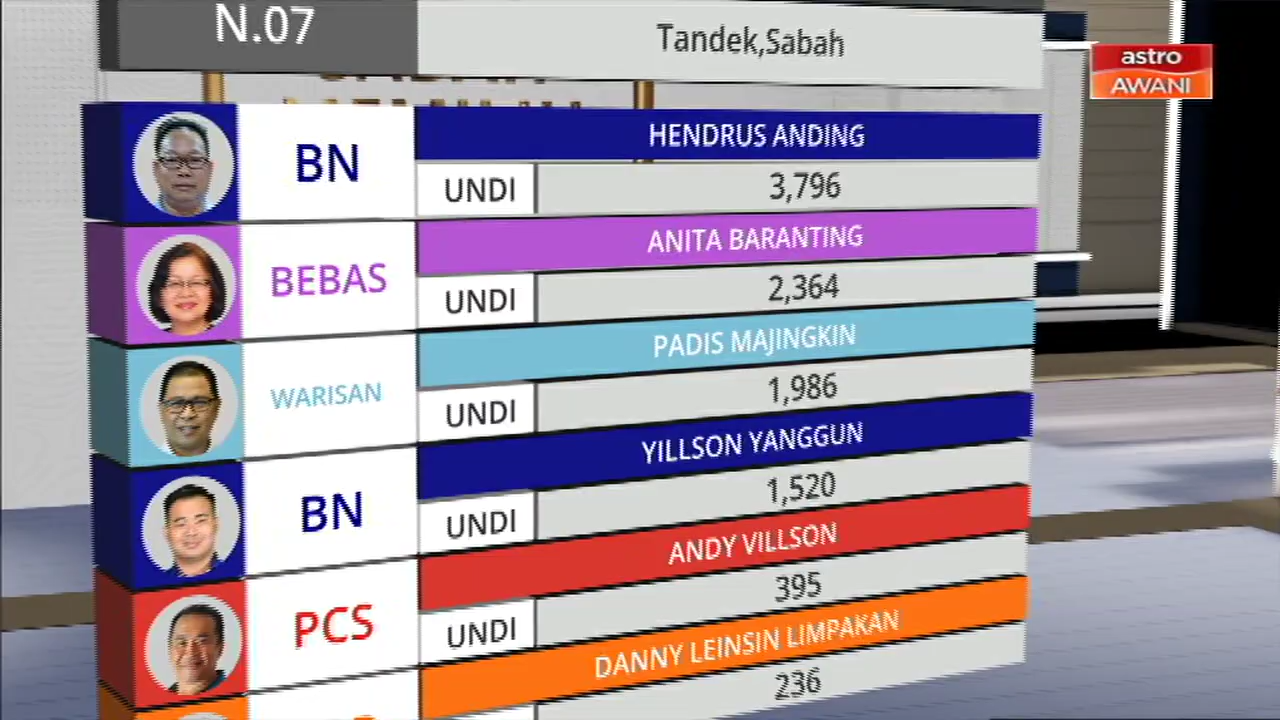 N.07
Tandek,Sabah
astro
AWANI
BN
HENDRUS ANDING
UNDI
3,796
BEBAS
ANITA BARANTING
UNDI
2,364
WARISAN
PADIS MAJINGKIN
UNDI
1,986
BN
YILLSON YANGGUN
UNDI
1,520
PCS
ANDY VILLSON
UNDI
395
DANNY LEINSIN LIMPAKAN
236